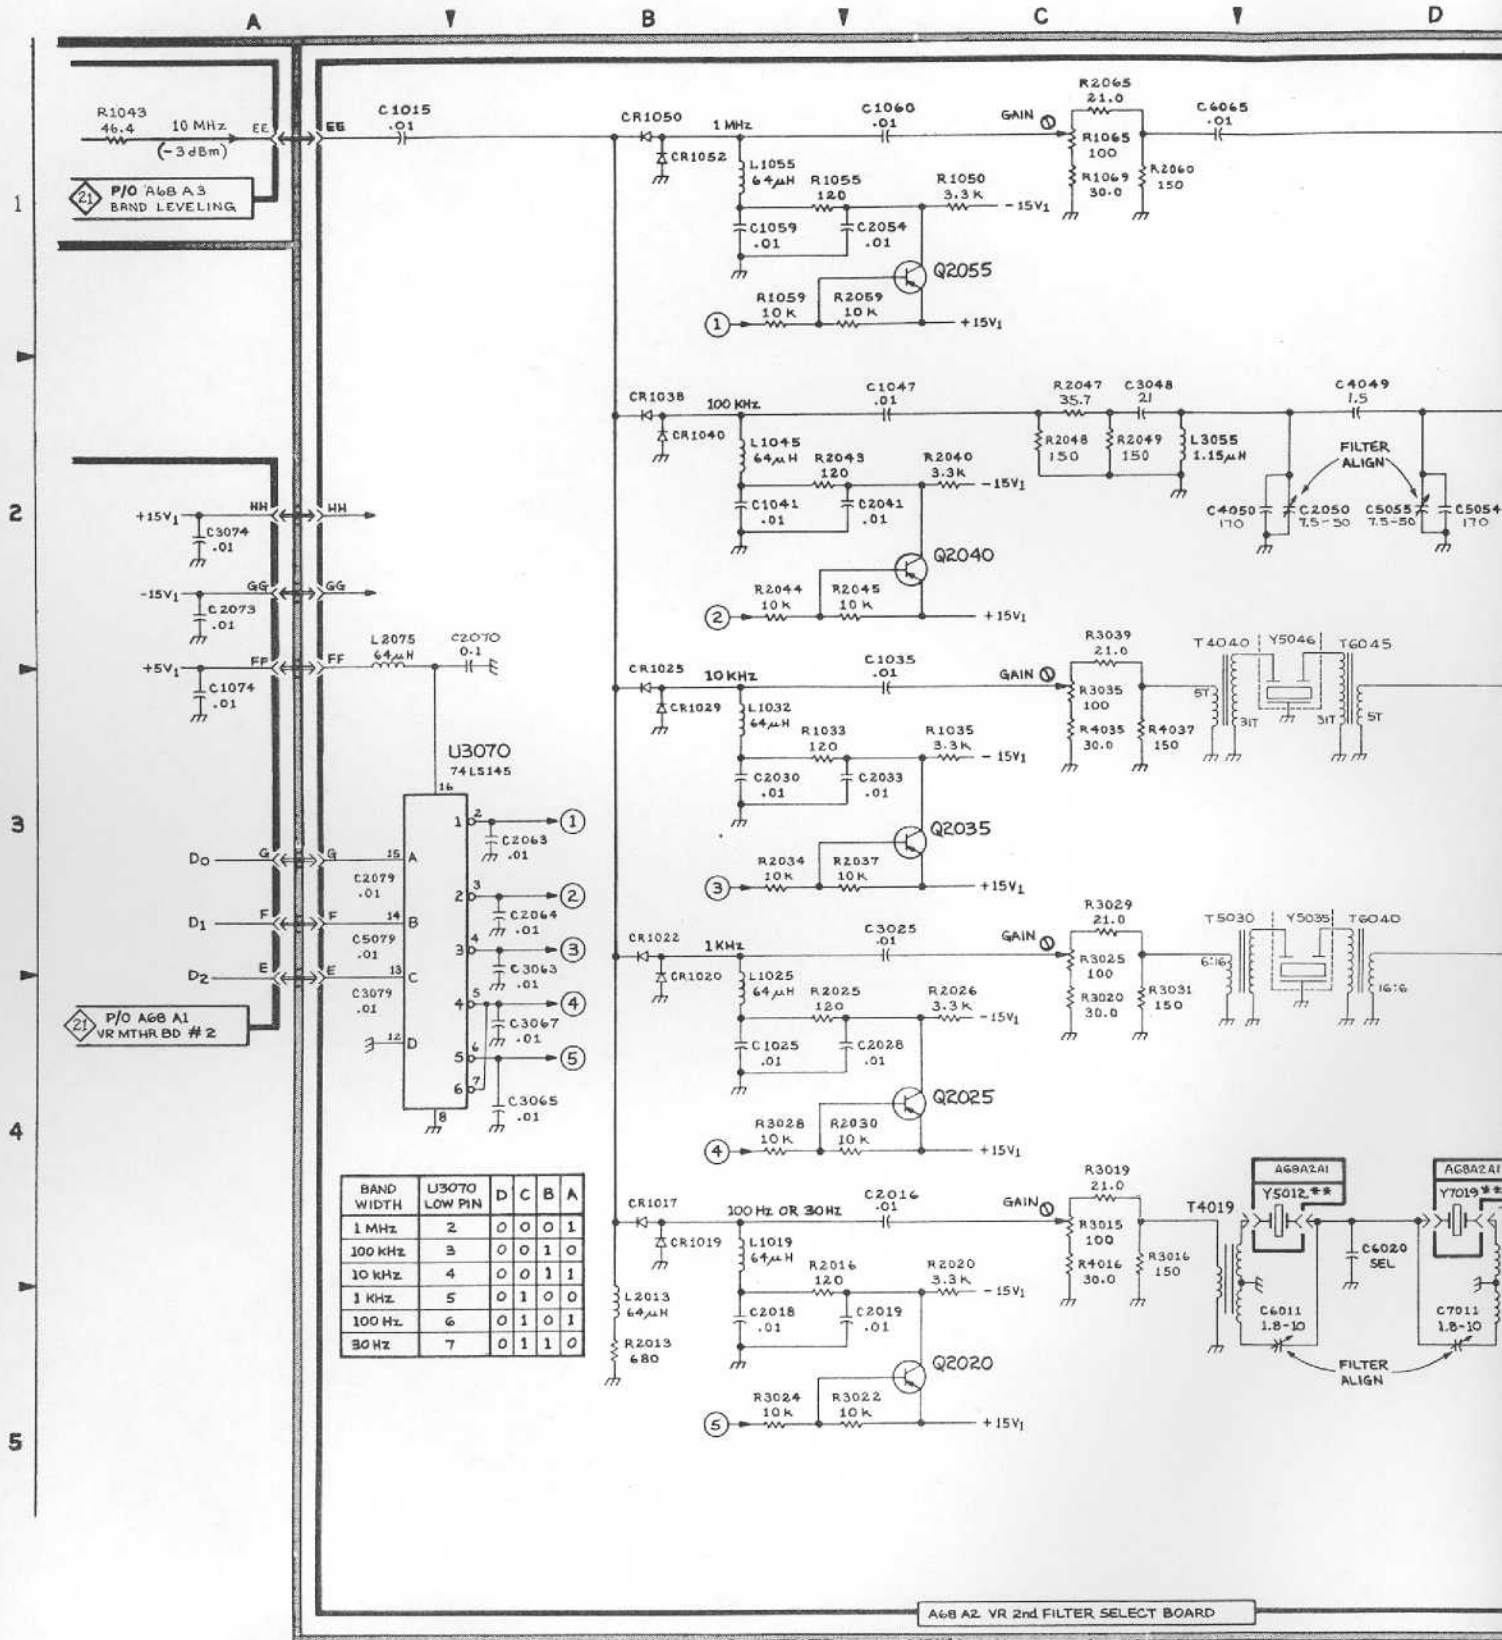 A B C D
1
2
3
4
5
R1043
46.4
10 MHz
(-3dBm)
EE
EE
21
P/O A68 A3
BAND LEVELING
C1015
.01
CR1050
CR1052
1 MHz
L1055
64µH
R1055
120
C1059
.01
C2054
.01
C1060
.01
R1050
3.3K
-15V1
Q2055
R1059
10K
R2059
10K
1
+15V1
GAIN
R2065
21.0
R1065
100
R1069
30.0
R2060
150
C6065
.01
CR1038
CR1040
100 KHz
L1045
64µH
R2043
120
C1041
.01
C2041
.01
C1047
.01
R2040
3.3K
-15V1
Q2040
R2044
10K
R2045
10K
2
+15V1
R2047
35.7
C3048
21
R2048
150
R2049
150
L3055
1.15µH
C4049
1.5
FILTER
ALIGN
C4050
170
C2050
7.5-50
C5055
7.5-50
C5054
170
+15V1
HH
HH
C3074
.01
-15V1
GG
GG
C2073
.01
+5V1
FF
FF
C1074
.01
L2075
64µH
C2070
0.1
CR1025
CR1029
10 KHz
L1032
64µH
R1033
120
C2030
.01
C2033
.01
C1035
.01
R1035
3.3K
-15V1
Q2035
R2034
10K
R2037
10K
3
+15V1
GAIN
R3039
21.0
R3035
100
R4035
30.0
R4037
150
T4040
Y5046
T6045
5T
31T
31T
5T
U3070
74LS145
16
1
2
1
C2063
.01
2
3
2
C2064
.01
3
4
3
C3063
.01
4
5
4
C3067
.01
5
6
5
6
7
C3065
.01
8
D0
G
G
15
A
C2079
.01
D1
F
F
14
B
C5079
.01
D2
E
E
13
C
C3079
.01
12
D
21
P/O A68 A1
VR MTHR BD #2
CR1022
CR1020
1 KHz
L1025
64µH
R2025
120
C1025
.01
C2028
.01
C3025
.01
R2026
3.3K
-15V1
Q2025
R3028
10K
R2030
10K
4
+15V1
GAIN
R3029
21.0
R3025
100
R3020
30.0
R3031
150
T5030
Y5035
T6040
6:16
16:6
BAND WIDTH U3070 LOW PIN D C B A
1 MHz 2 0 0 0 1
100 KHz 3 0 0 1 0
10 KHz 4 0 0 1 1
1 KHz 5 0 1 0 0
100 Hz 6 0 1 0 1
30 HZ 7 0 1 1 0
CR1017
CR1019
100 Hz OR 30Hz
L1019
64µH
R2016
120
C2018
.01
C2019
.01
C2016
.01
R2020
3.3K
-15V1
Q2020
R3024
10K
R3022
10K
5
+15V1
L2013
64µH
R2013
680
GAIN
R3019
21.0
R3015
100
R4016
30.0
R3016
150
T4019
A68A2A1
Y5012 **
C6020
SEL
C6011
1.8-10
A68A2A1
Y7019 **
C7011
1.8-10
FILTER
ALIGN
A68 A2 VR 2nd FILTER SELECT BOARD